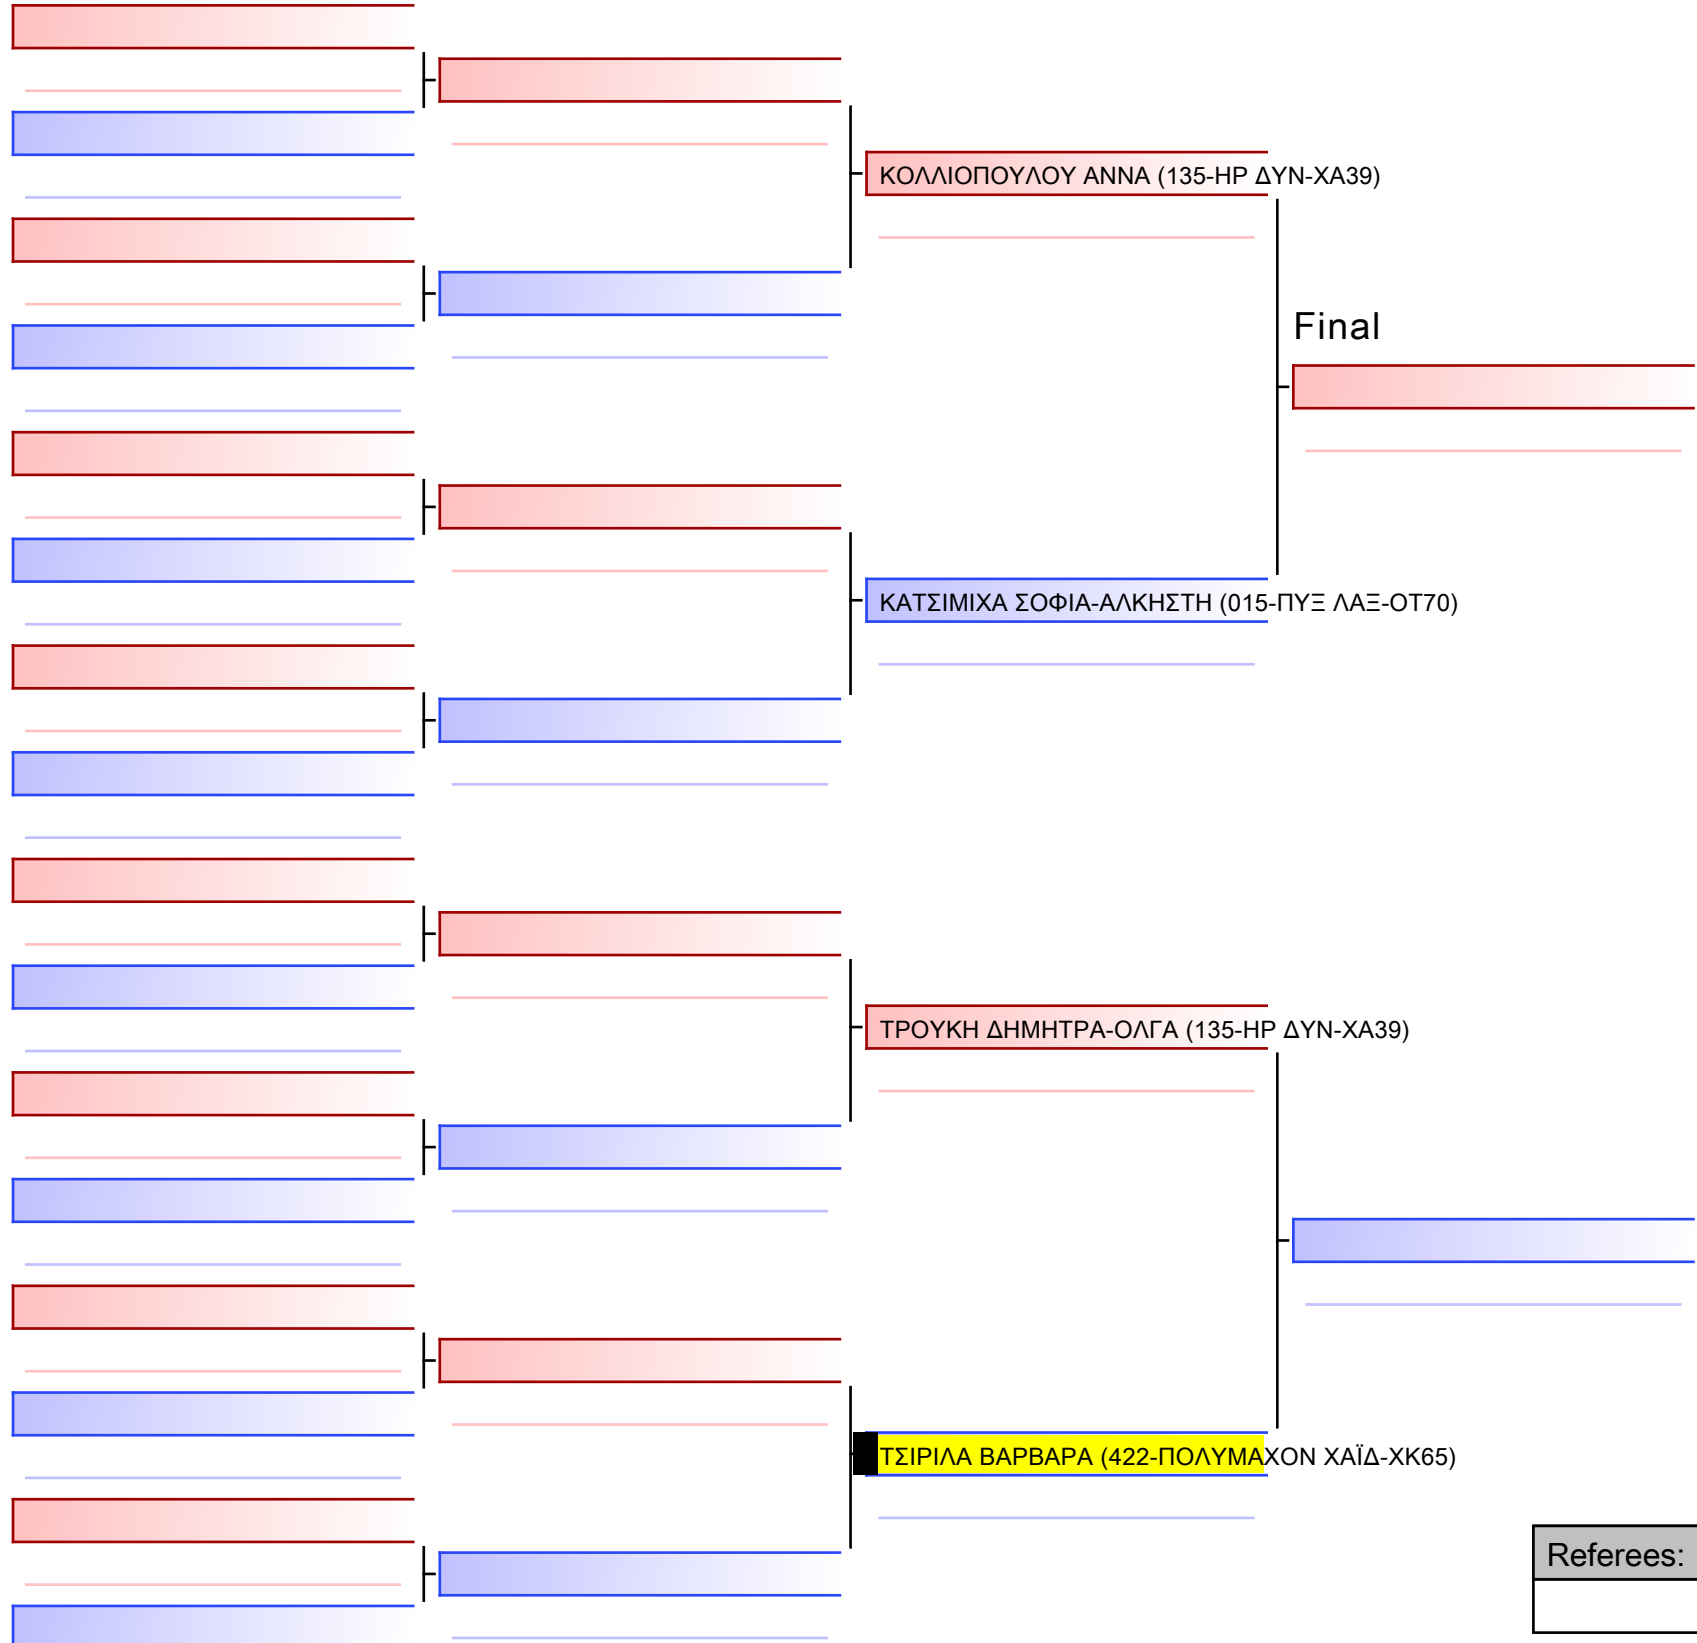 ΚΟΛΛΙΟΠΟΥΛΟΥ ΑΝΝΑ (135-ΗΡ ΔΥΝ-ΧΑ39)
Final
ΚΑΤΣΙΜΙΧΑ ΣΟΦΙΑ-ΑΛΚΗΣΤΗ (015-ΠΥΞ ΛΑΞ-ΟΤ70)
ΤΡΟΥΚΗ ΔΗΜΗΤΡΑ-ΟΛΓΑ (135-ΗΡ ΔΥΝ-ΧΑ39)
ΤΣΙΡΙΛΑ ΒΑΡΒΑΡΑ (422-ΠΟΛΥΜΑΧΟΝ ΧΑΪΔ-ΧΚ65)
Referees: